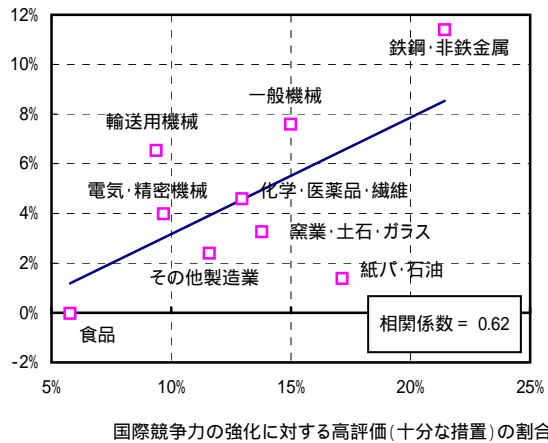 12%
10%
8%
6%
4%
2%
0%
-2%
鉄鋼・非鉄金属
一般機械
輸送用機械
電気・精密機械
化学・医薬品・繊維
窯業・土石・ガラス
その他製造業
紙パ・石油
食品
相関係数 = 0.62
5% 10% 15% 20% 25%
国際競争力の強化に対する高評価(十分な措置)の割合